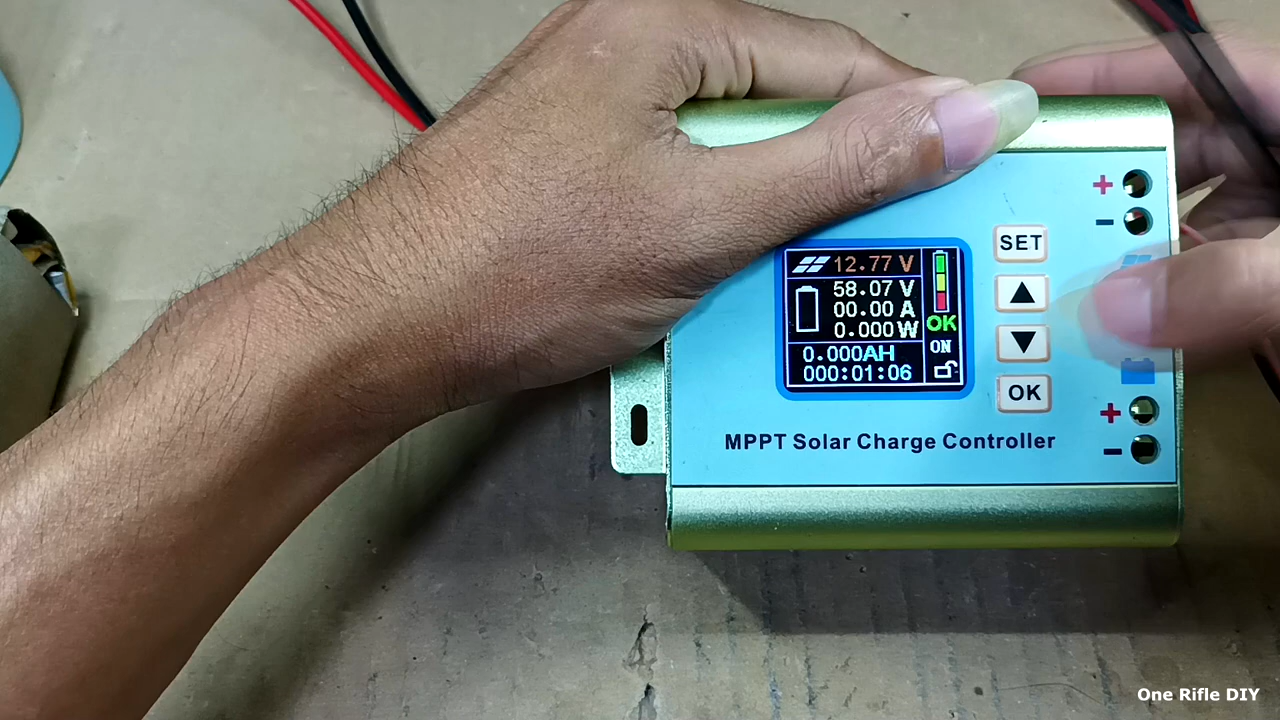 12.77 V
58.07 V
00.00 A
0.000W
OK
ON
0.000AH
000:01:06
SET
▲
▼
OK
+
-
+
-
MPPT Solar Charge Controller
One Rifle DIY